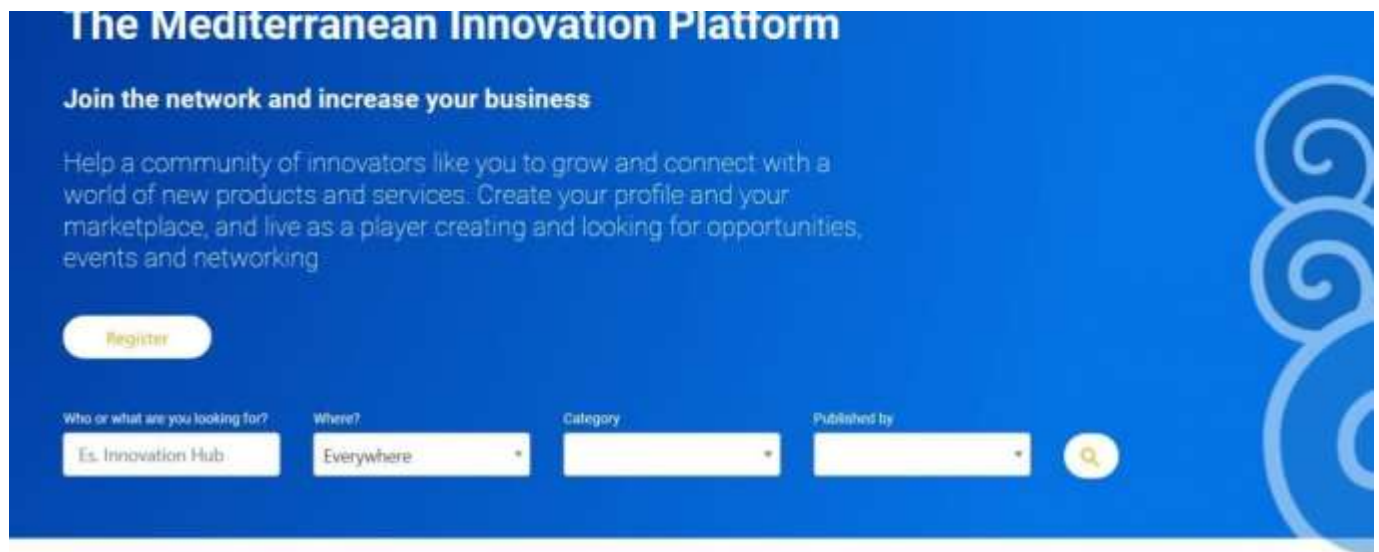 The Mediterranean Innovation Platform
Join the network and increase your business
Help a community of innovators like you to grow and connect with a
world of new products and services. Create your profile and your
marketplace, and live as a player creating and looking for opportunities,
events and networking
Register
Who or what are you looking for? Where? Category Published by
Es. Innovation Hub Everywhere